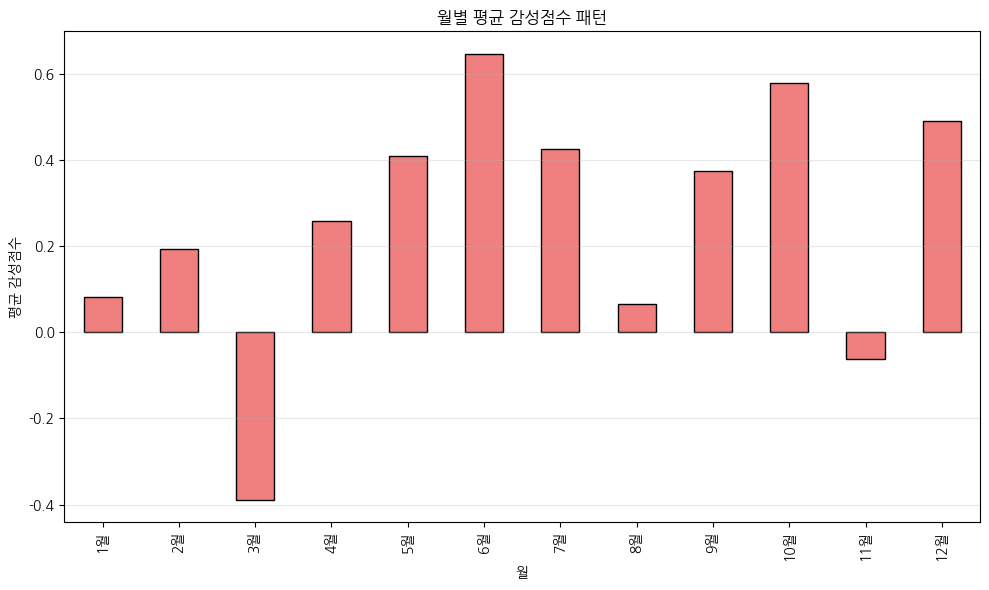 월별 평균 감성점수 패턴
평균 감성점수
0.6
0.4
0.2
0.0
-0.2
-0.4
1월
2월
3월
4월
5월
6월
7월
8월
9월
10월
11월
12월
월